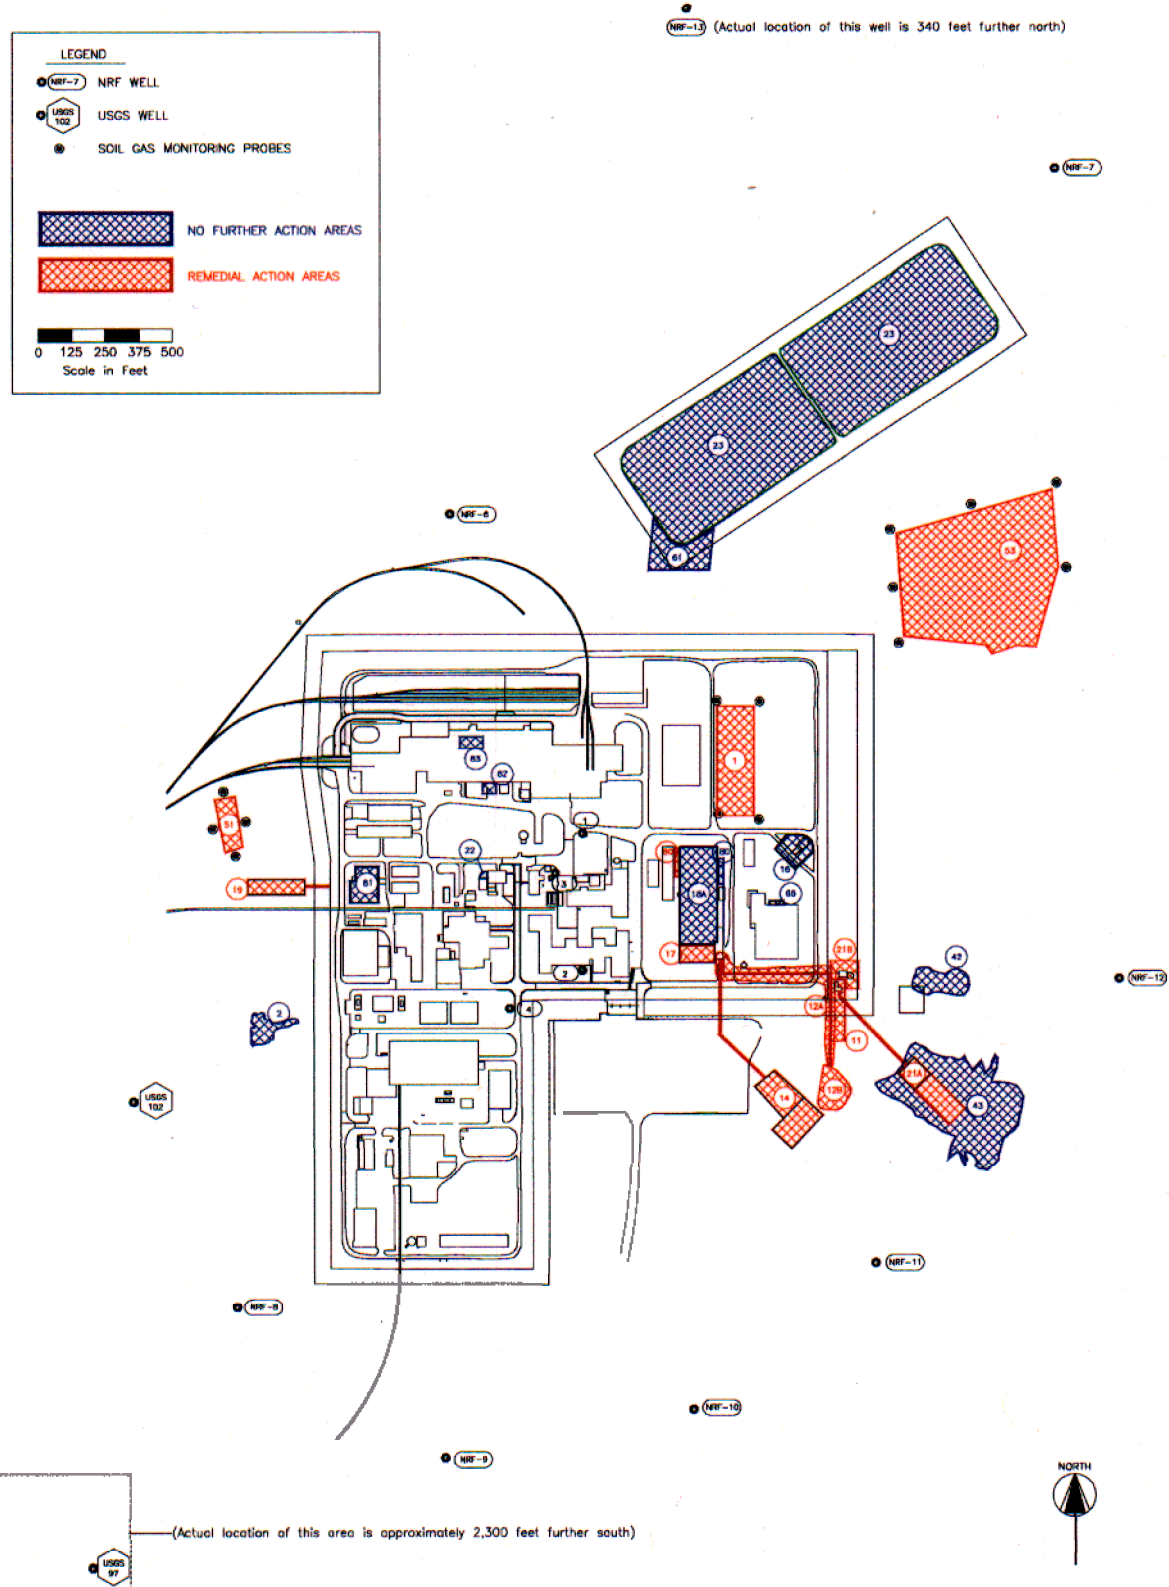 NRF-13 (Actual location of this well is 340 feet further north)
LEGEND
NRF-7 NRF WELL
USGS
102
USGS WELL
SOIL GAS MONITORING PROBES
NO FURTHER ACTION AREAS
REMEDIAL ACTION AREAS
0 125 250 375 500
Scale in Feet
NRF-7
23
23
NRF-6
61
53
1
83
82
51
1
22
81
19
3
80
80
18A
16
68
17
21B
42
NRF-12
2
12A
4
2
11
21A
12B
14
43
USGS
102
NRF-11
NRF-8
NRF-10
NRF-9
NORTH
(Actual location of this area is approximately 2,300 feet further south)
USGS
97